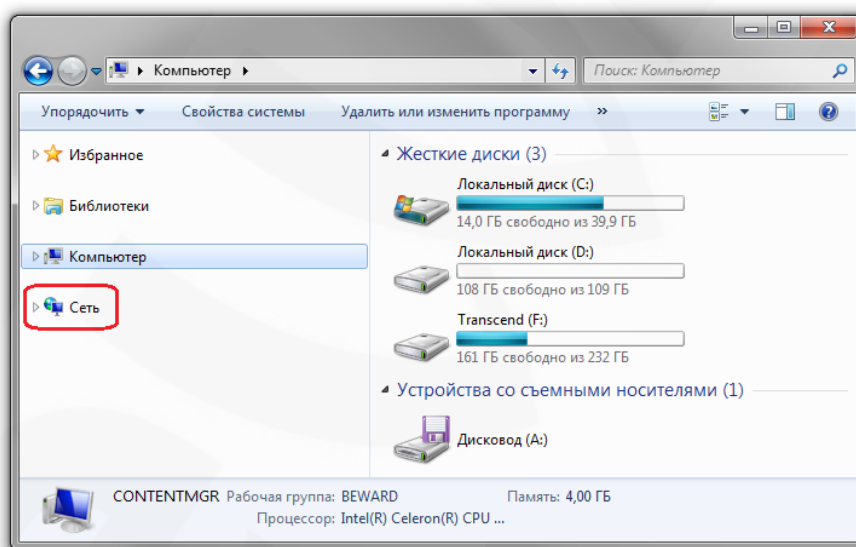 Компьютер
Поиск: Компьютер
Упорядочить Свойства системы Удалить или изменить программу »
Избранное
Библиотеки
Компьютер
Сеть
Жесткие диски (3)
Локальный диск (C:)
14,0 ГБ свободно из 39,9 ГБ
Локальный диск (D:)
108 ГБ свободно из 109 ГБ
Transcend (F:)
161 ГБ свободно из 232 ГБ
Устройства со съемными носителями (1)
Дисковод (A:)
CONTENTMGR Рабочая группа: BEWARD Память: 4,00 ГБ
Процессор: Intel(R) Celeron(R) CPU ...